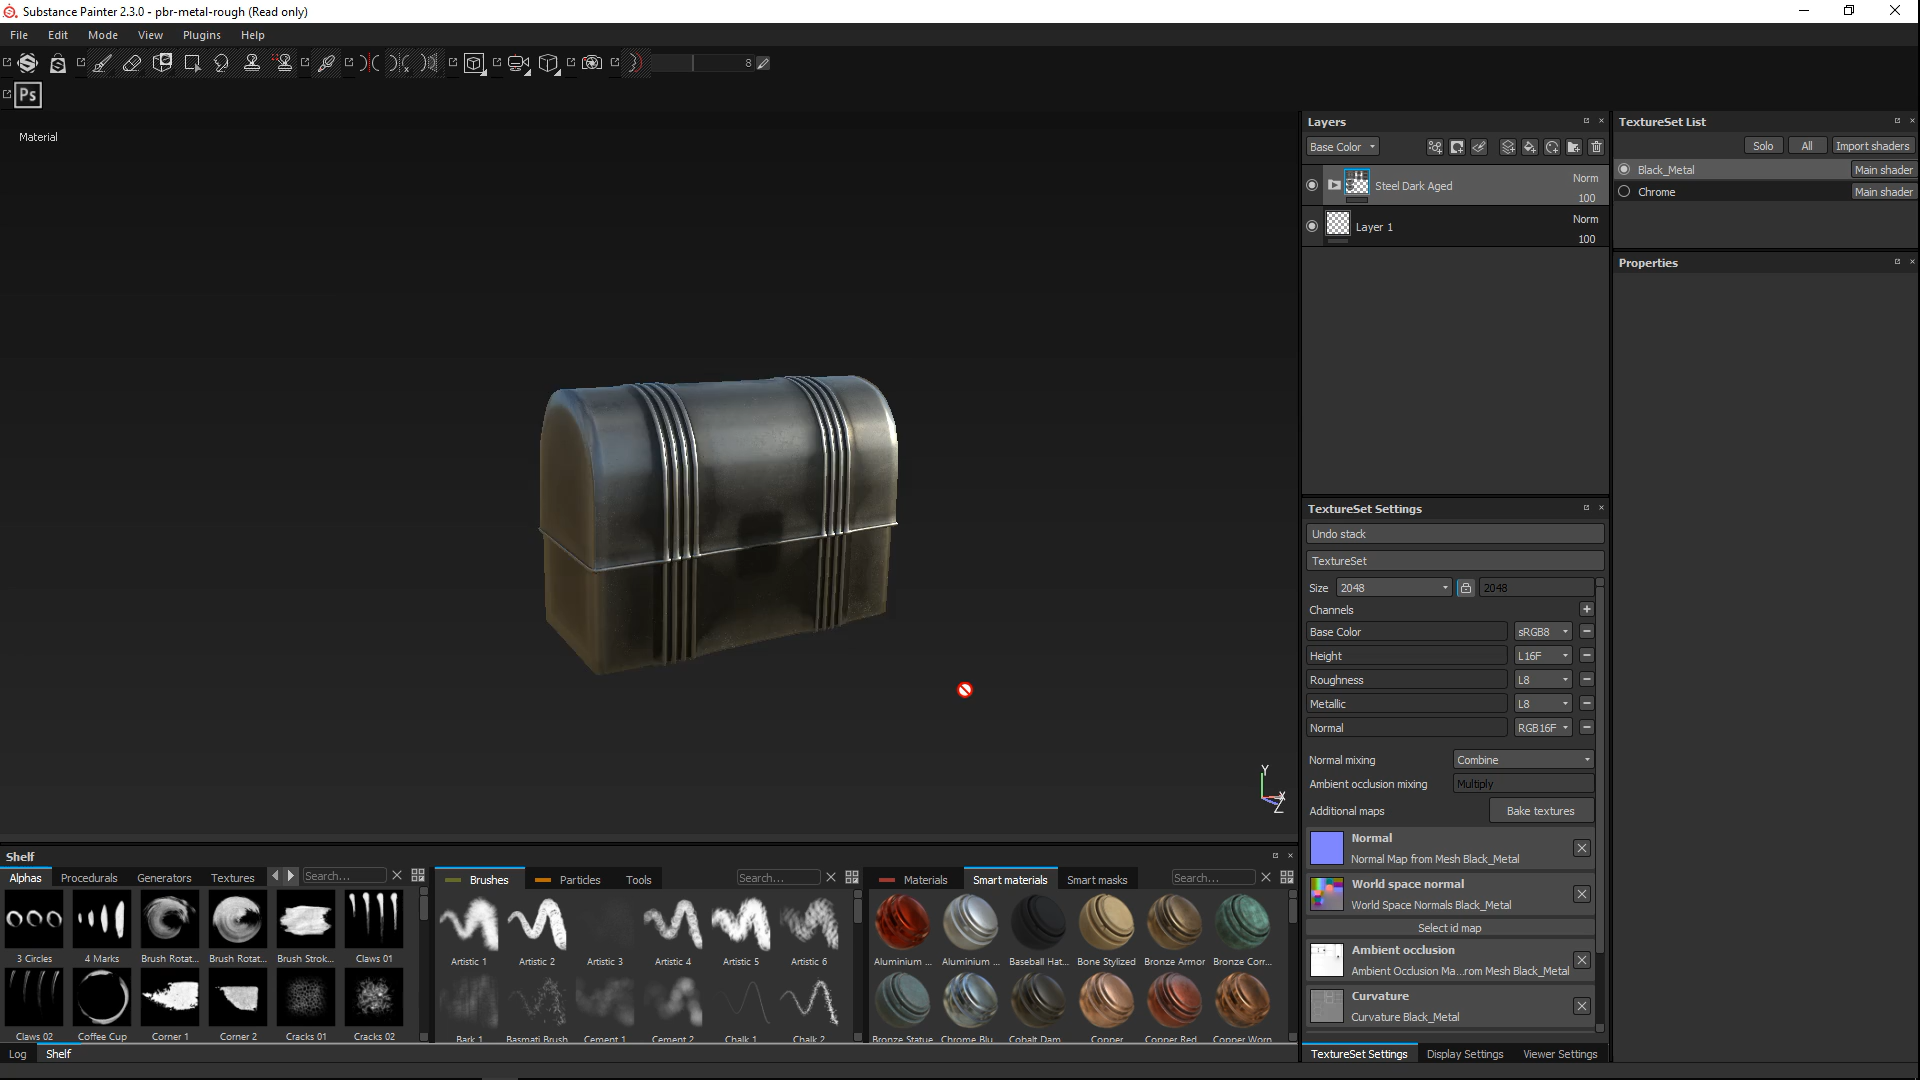 Substance Painter 2.3.0 - pbr-metal-rough (Read only)
File Edit Mode View Plugins Help
8
Ps
Material
Layers
Base Color
Steel Dark Aged
Norm
100
Layer 1
Norm
100
TextureSet List
Solo All Import shaders
Black_Metal Main shader
Chrome Main shader
Properties
TextureSet Settings
Undo stack
TextureSet
Size 2048 2048
Channels
Base Color sRGB8
Height L16F
Roughness L8
Metallic L8
Normal RGB16F
Normal mixing Combine
Ambient occlusion mixing Multiply
Additional maps Bake textures
Normal
Normal Map from Mesh Black_Metal
World space normal
World Space Normals Black_Metal
Select id map
Ambient occlusion
Ambient Occlusion Ma...rom Mesh Black_Metal
Curvature
Curvature Black_Metal
TextureSet Settings Display Settings Viewer Settings
Y
X
Z
Shelf
Alphas Procedurals Generators Textures Search...
3 Circles 4 Marks Brush Rotat... Brush Rotat... Brush Strok... Claws 01
Claws 02 Coffee Cup Corner 1 Corner 2 Cracks 01 Cracks 02
Brushes Particles Tools Search...
Artistic 1 Artistic 2 Artistic 3 Artistic 4 Artistic 5 Artistic 6
Bark 1 Basmati Brush Cement 1 Cement 2 Chalk 1 Chalk 2
Materials Smart materials Smart masks Search...
Aluminium ... Aluminium ... Baseball Hat... Bone Stylized Bronze Armor Bronze Corr...
Bronze Statue Chrome Blu... Cobalt Dam... Copper Copper Red... Copper Worn
Log Shelf